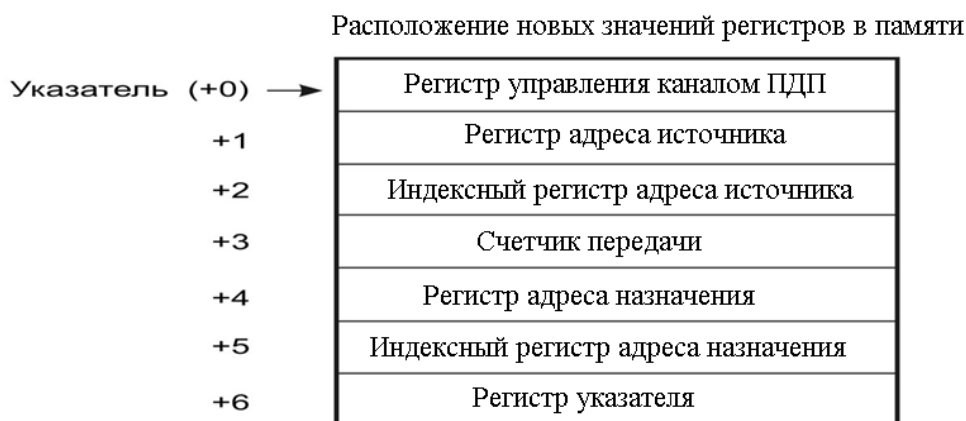 Расположение новых значений регистров в памяти
Указатель (+0) Регистр управления каналом ПДП
+1 Регистр адреса источника
+2 Индексный регистр адреса источника
+3 Счетчик передачи
+4 Регистр адреса назначения
+5 Индексный регистр адреса назначения
+6 Регистр указателя